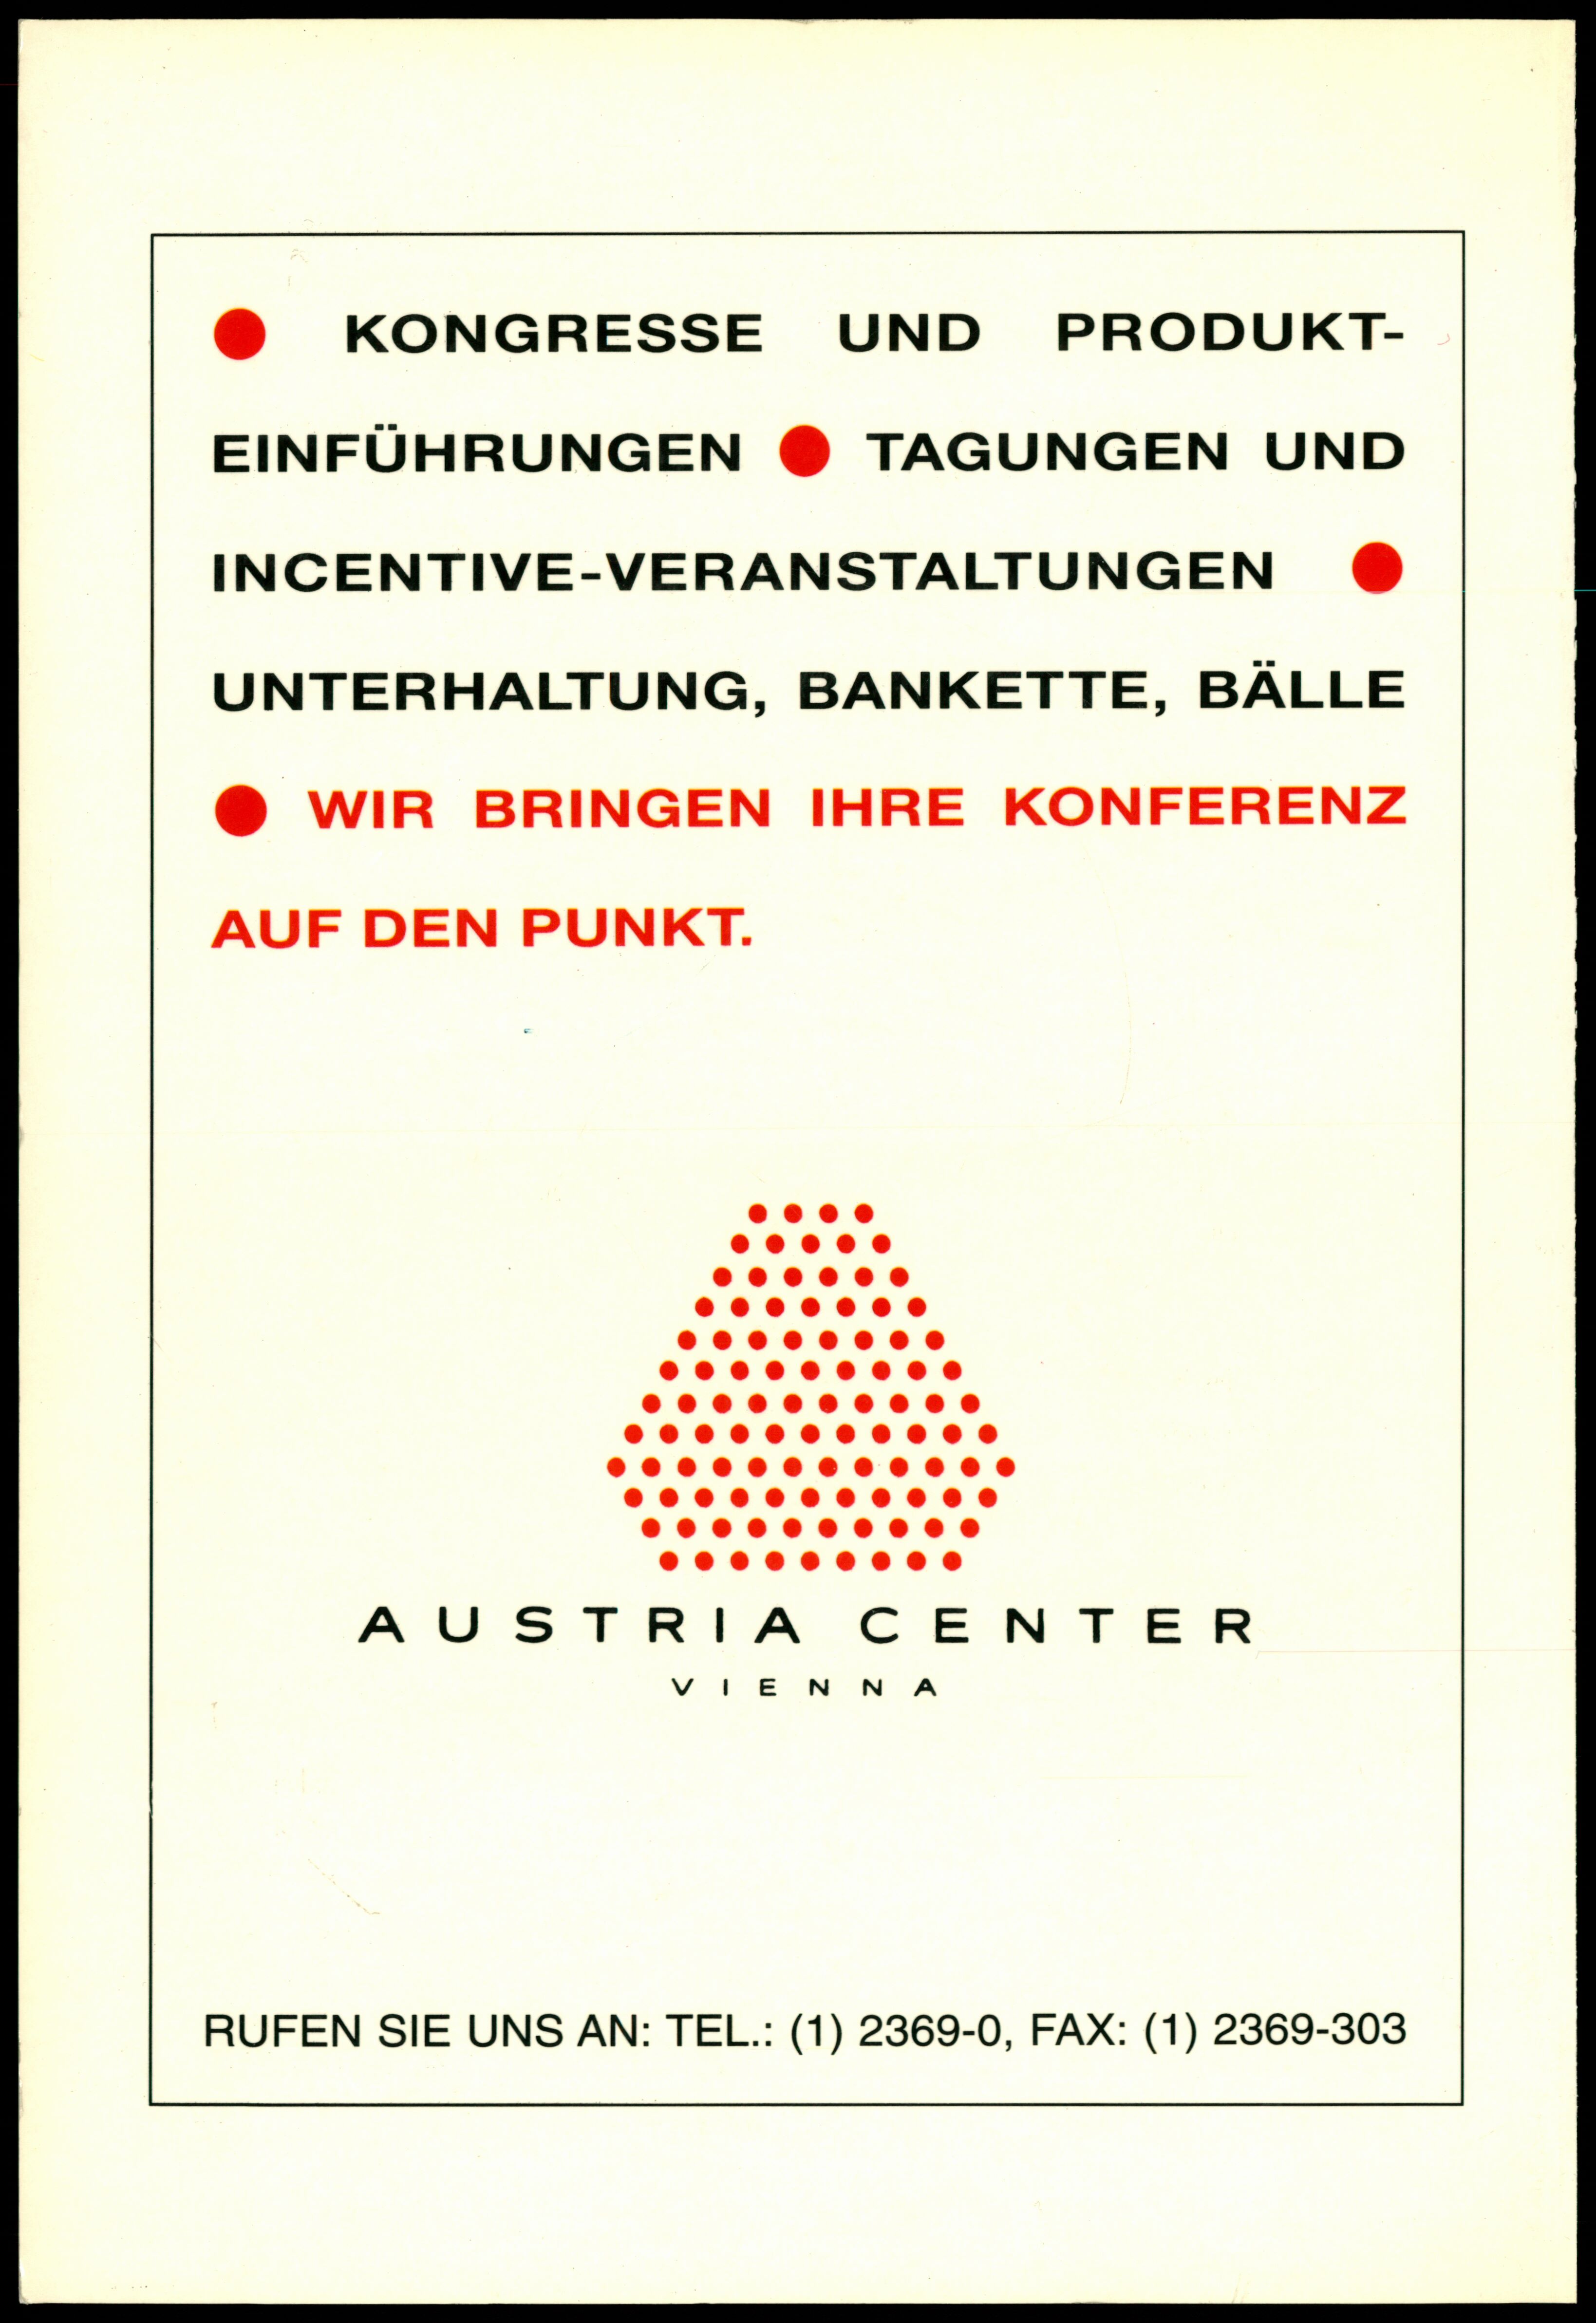 ● KONGRESSE UND PRODUKT-
EINFÜHRUNGEN ● TAGUNGEN UND
INCENTIVE-VERANSTALTUNGEN ●
UNTERHALTUNG, BANKETTE, BÄLLE
● WIR BRINGEN IHRE KONFERENZ
AUF DEN PUNKT.
AUSTRIA CENTER
VIENNA
RUFEN SIE UNS AN: TEL.: (1) 2369-0, FAX: (1) 2369-303